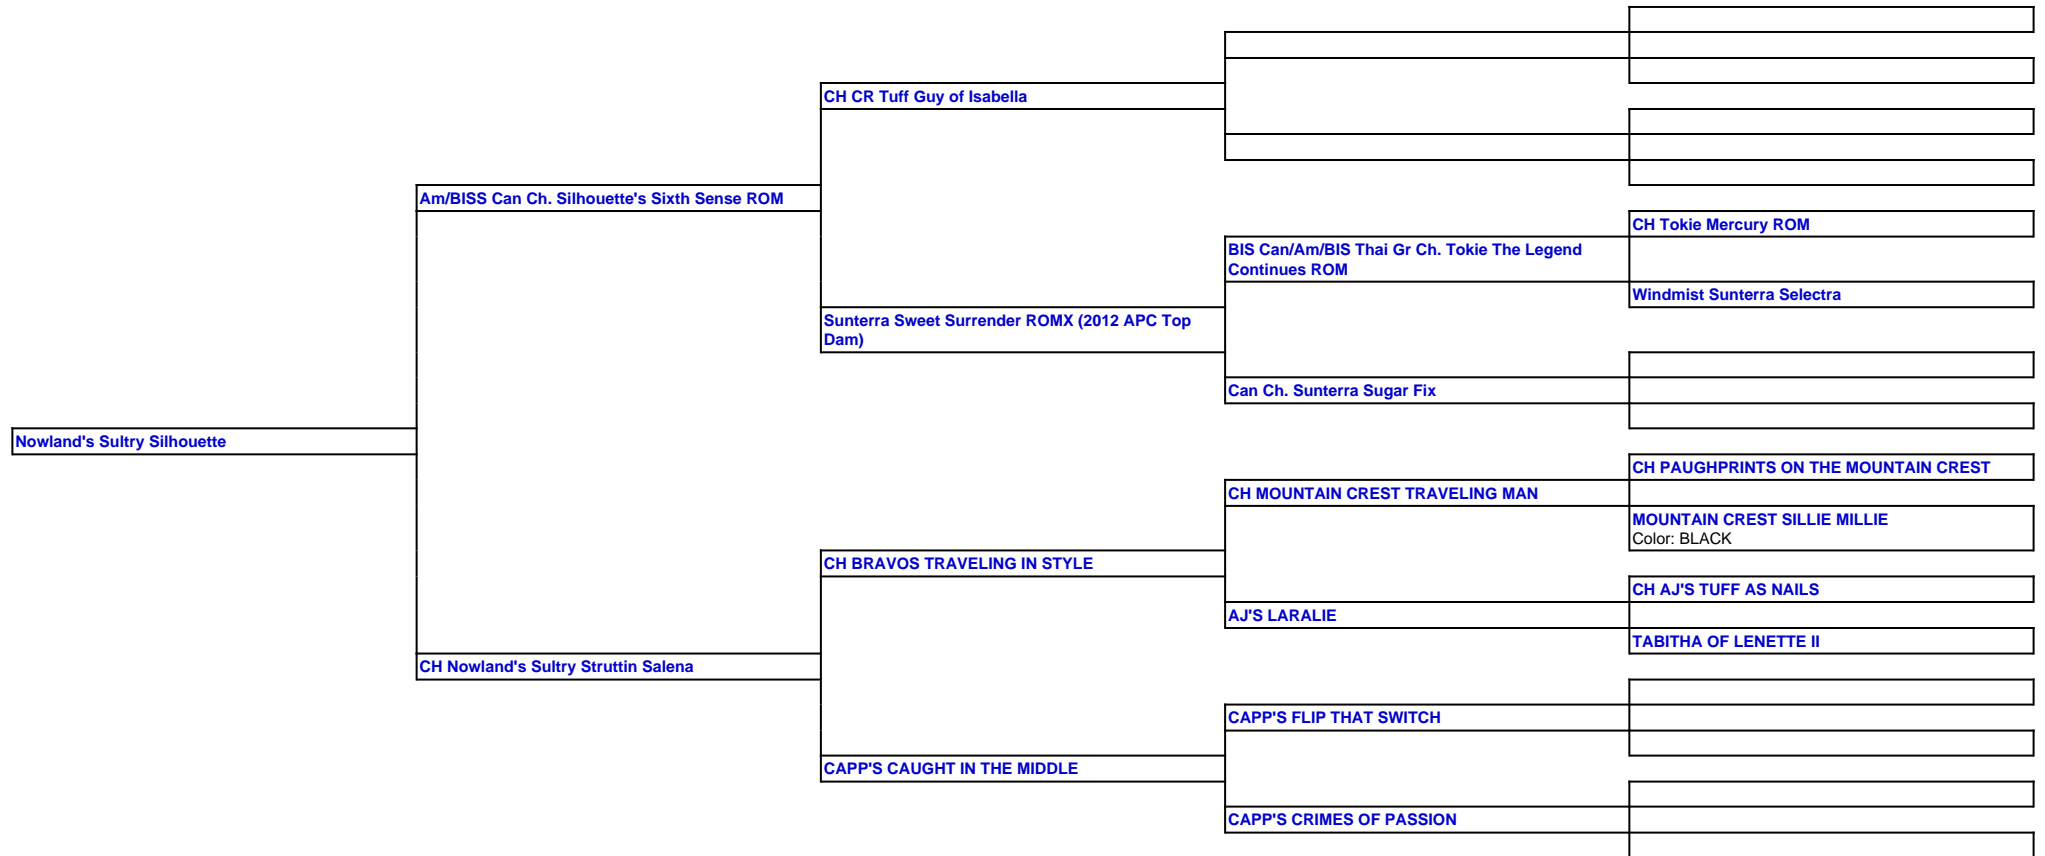 CH CR Tuff Guy of Isabella
Am/BISS Can Ch. Silhouette's Sixth Sense ROM
CH Tokie Mercury ROM
BIS Can/Am/BIS Thai Gr Ch. Tokie The Legend
Continues ROM
Windmist Sunterra Selectra
Sunterra Sweet Surrender ROMX (2012 APC Top
Dam)
Can Ch. Sunterra Sugar Fix
Nowland's Sultry Silhouette
CH PAUGHPRINTS ON THE MOUNTAIN CREST
CH MOUNTAIN CREST TRAVELING MAN
MOUNTAIN CREST SILLIE MILLIE
Color: BLACK
CH BRAVOS TRAVELING IN STYLE
CH AJ'S TUFF AS NAILS
AJ'S LARALIE
TABITHA OF LENETTE II
CH Nowland's Sultry Struttin Salena
CAPP'S FLIP THAT SWITCH
CAPP'S CAUGHT IN THE MIDDLE
CAPP'S CRIMES OF PASSION